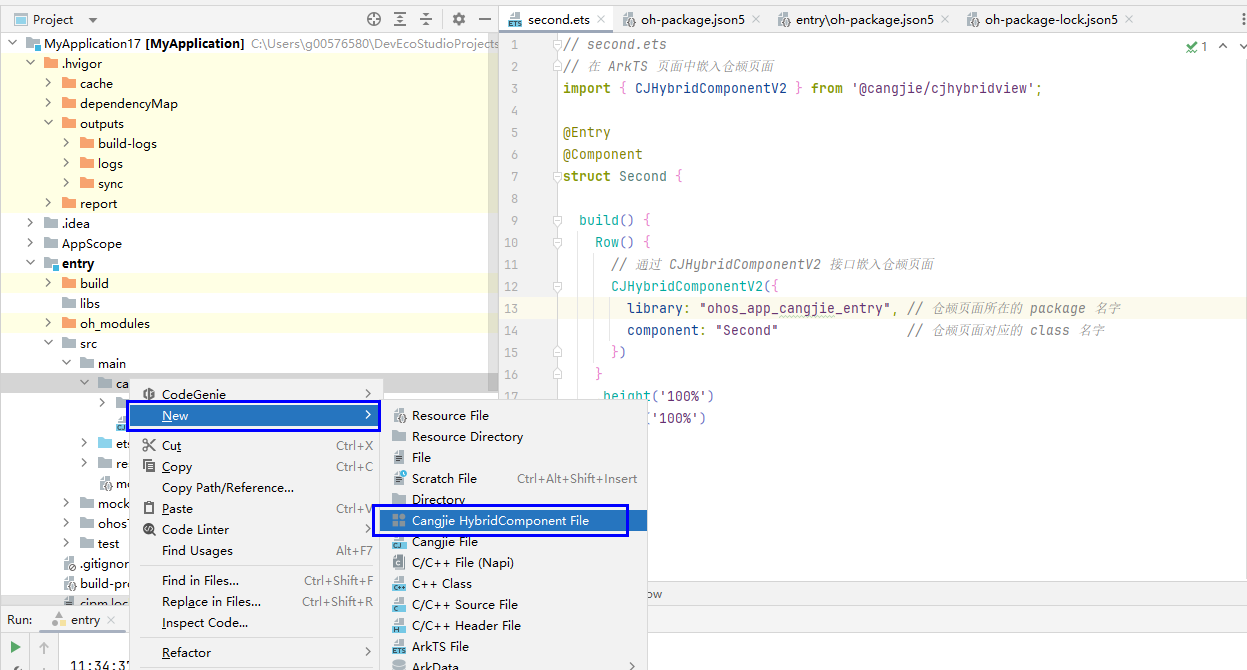 Project
second.ets
oh-package.json5
entry\oh-package.json5
oh-package-lock.json5
MyApplication17 [MyApplication] C:\Users\g00576580\DevEcoStudioProjects
.hvigor
cache
dependencyMap
outputs
build-logs
logs
sync
report
.idea
AppScope
entry
build
libs
oh_modules
src
main
ca
ets
re
mo
mock
ohosT
test
.gitignor
build-pro
1 // second.ets
1
2 // 在 ArkTS 页面中嵌入仓颉页面
3 import { CJHybridComponentV2 } from '@cangjie/cjhybridview';
4
5 @Entry
6 @Component
7 struct Second {
8
9 build() {
10 Row() {
11 // 通过 CJHybridComponentV2 接口嵌入仓颉页面
12 CJHybridComponentV2({
13 library: "ohos_app_cangjie_entry", // 仓颉页面所在的 package 名字
14 component: "Second" // 仓颉页面对应的 class 名字
15 })
16 }
17 height('100%')
('100%')
CodeGenie
New
Cut Ctrl+X
Copy Ctrl+C
Copy Path/Reference...
Paste Ctrl+V
Code Linter
Find Usages Alt+F7
Find in Files... Ctrl+Shift+F
Replace in Files... Ctrl+Shift+R
Inspect Code...
Refactor
Resource File
Resource Directory
File
Scratch File Ctrl+Alt+Shift+Insert
Directory
Cangjie HybridComponent File
Cangjie File
C/C++ File (Napi)
C++ Class
C/C++ Source File
C/C++ Header File
ArkTS File
ArkData
ow
Run: entry
11:34:37